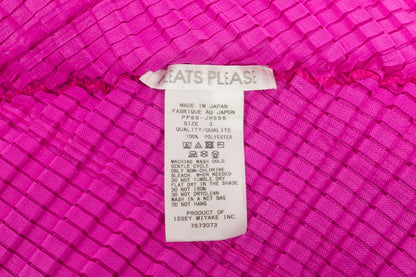 EATS PLEASE
MADE IN JAPAN
FABRIQUE AU JAPON
PP88-JH565
SIZE 3
QUALITY/QUALITE
100% POLYESTER
MACHINE WASH COLD
GENTLE CYCLE
ONLY NON-CHLORINE
BLEACH, WHEN NEEDED
DO NOT TUMBLE DRY
FLAT DRY IN THE SHADE
DO NOT IRON
DO NOT DRYCLEAN
WASH IN A NET BAG
DO NOT HANG
PRODUCT OF
ISSEY MIYAKE INC.
7573073